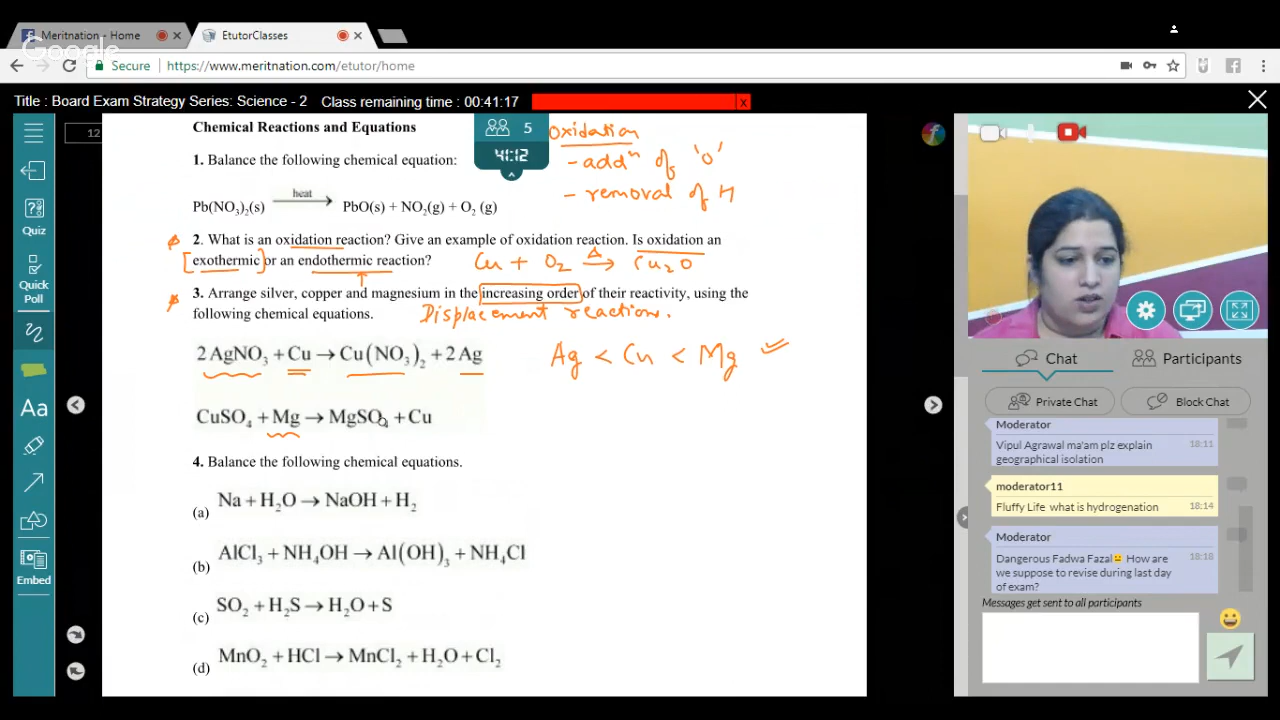 Meritnation - Home
EtutorClasses
Google
Secure https://www.meritnation.com/etutor/home
Title : Board Exam Strategy Series: Science - 2 Class remaining time : 00:41:17 x
12
5
41:12
Quiz
Quick
Poll
Aa
Embed
Chemical Reactions and Equations
Oxidation
- addⁿ of 'O'
- removal of H
1. Balance the following chemical equation:
Pb(NO₃)₂(s) heat⟶ PbO(s) + NO₂(g) + O₂ (g)
2. What is an oxidation reaction? Give an example of oxidation reaction. Is oxidation an
[exothermic] or an endothermic reaction?
Cu + O₂ Δ⟶ Cu₂O
3. Arrange silver, copper and magnesium in the increasing order of their reactivity, using the
following chemical equations.
Displacement reaction.
2 AgNO₃ + Cu → Cu(NO₃)₂ + 2 Ag
Ag < Cu < Mg
CuSO₄ + Mg → MgSO₄ + Cu
4. Balance the following chemical equations.
(a) Na + H₂O → NaOH + H₂
(b) AlCl₃ + NH₄OH → Al(OH)₃ + NH₄Cl
(c) SO₂ + H₂S → H₂O + S
(d) MnO₂ + HCl → MnCl₂ + H₂O + Cl₂
Chat
Participants
Private Chat
Block Chat
Moderator
Vipul Agrawal ma'am plz explain 18:11
geographical isolation
moderator11
Fluffy Life what is hydrogenation 18:14
Moderator
Dangerous Fadwa Fazal How are 18:18
we suppose to revise during last day
of exam?
Messages get sent to all participants